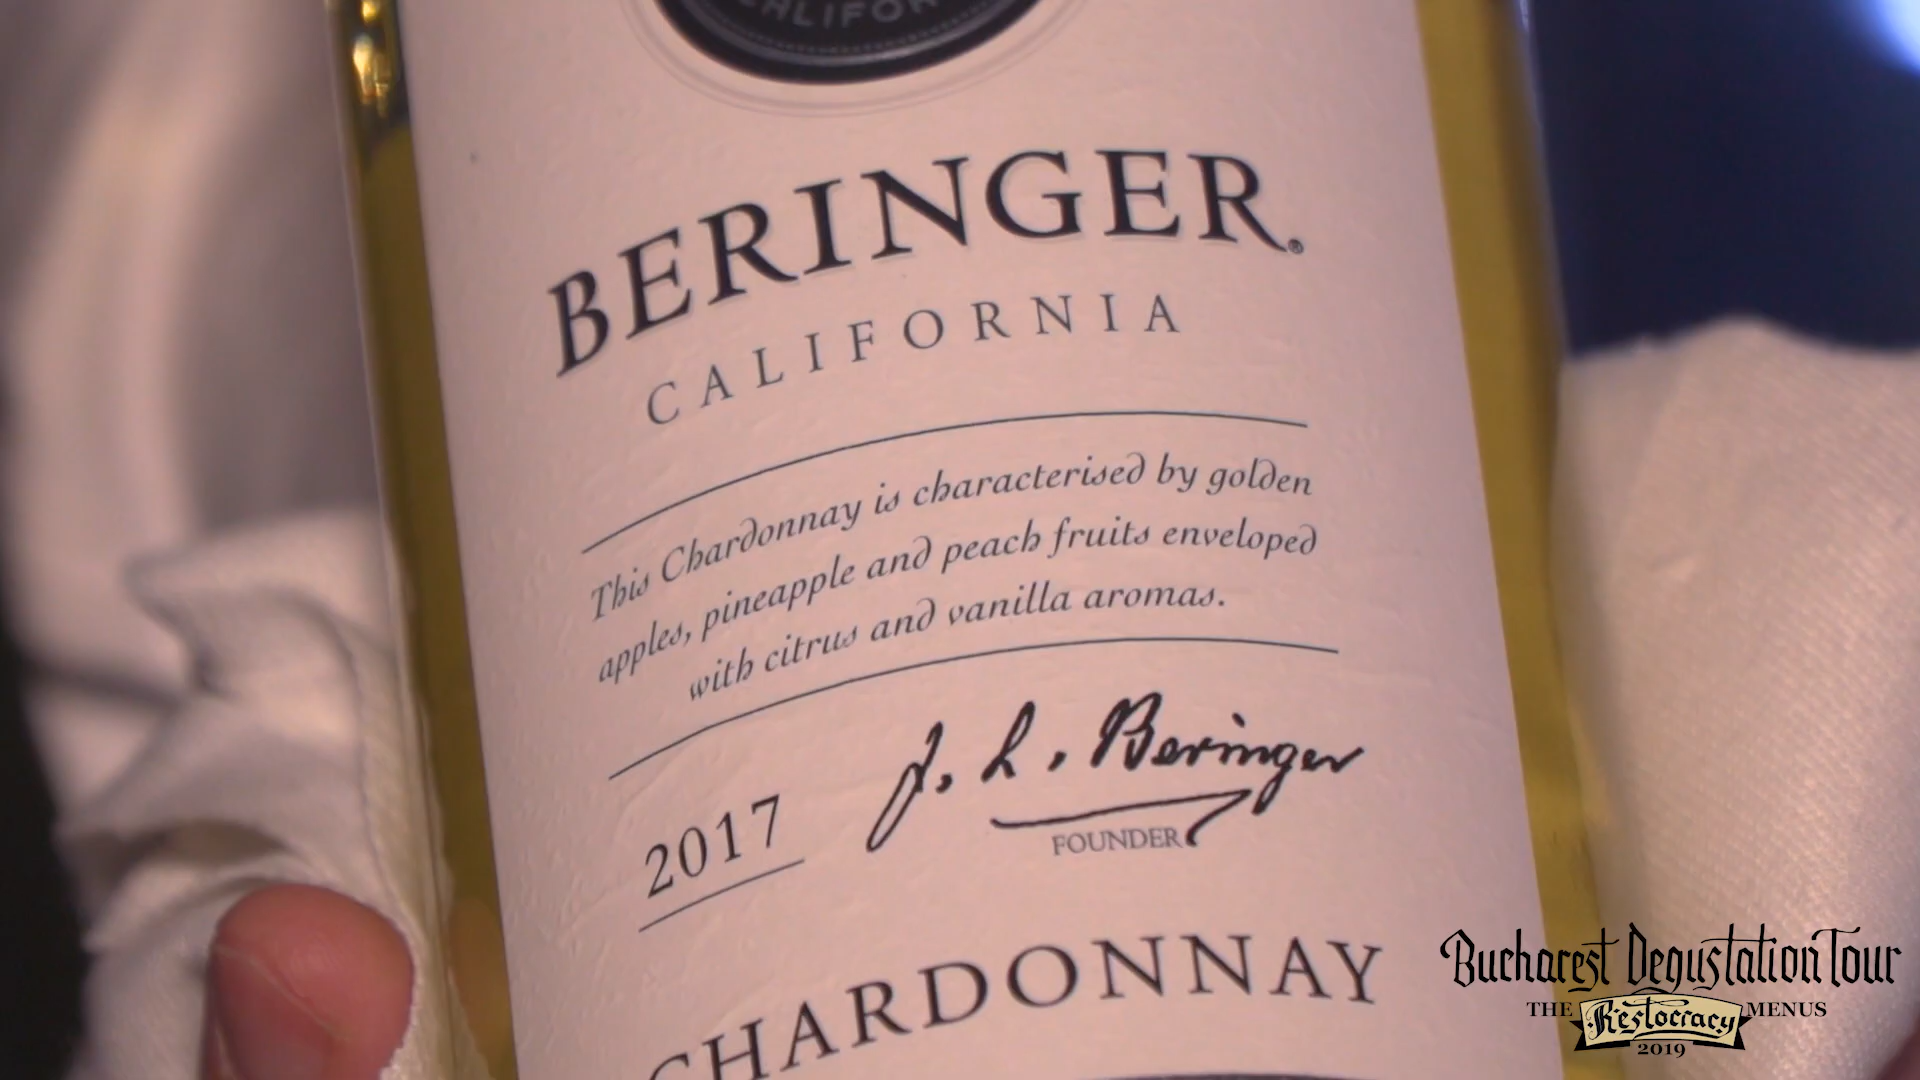 CALIFOR
BERINGER®
CALIFORNIA
This Chardonnay is characterised by golden
apples, pineapple and peach fruits enveloped
with citrus and vanilla aromas.
2017
J. L. Beringer
FOUNDER
CHARDONNAY
Bucharest Degustation Tour
THE Restocracy MENUS
2019